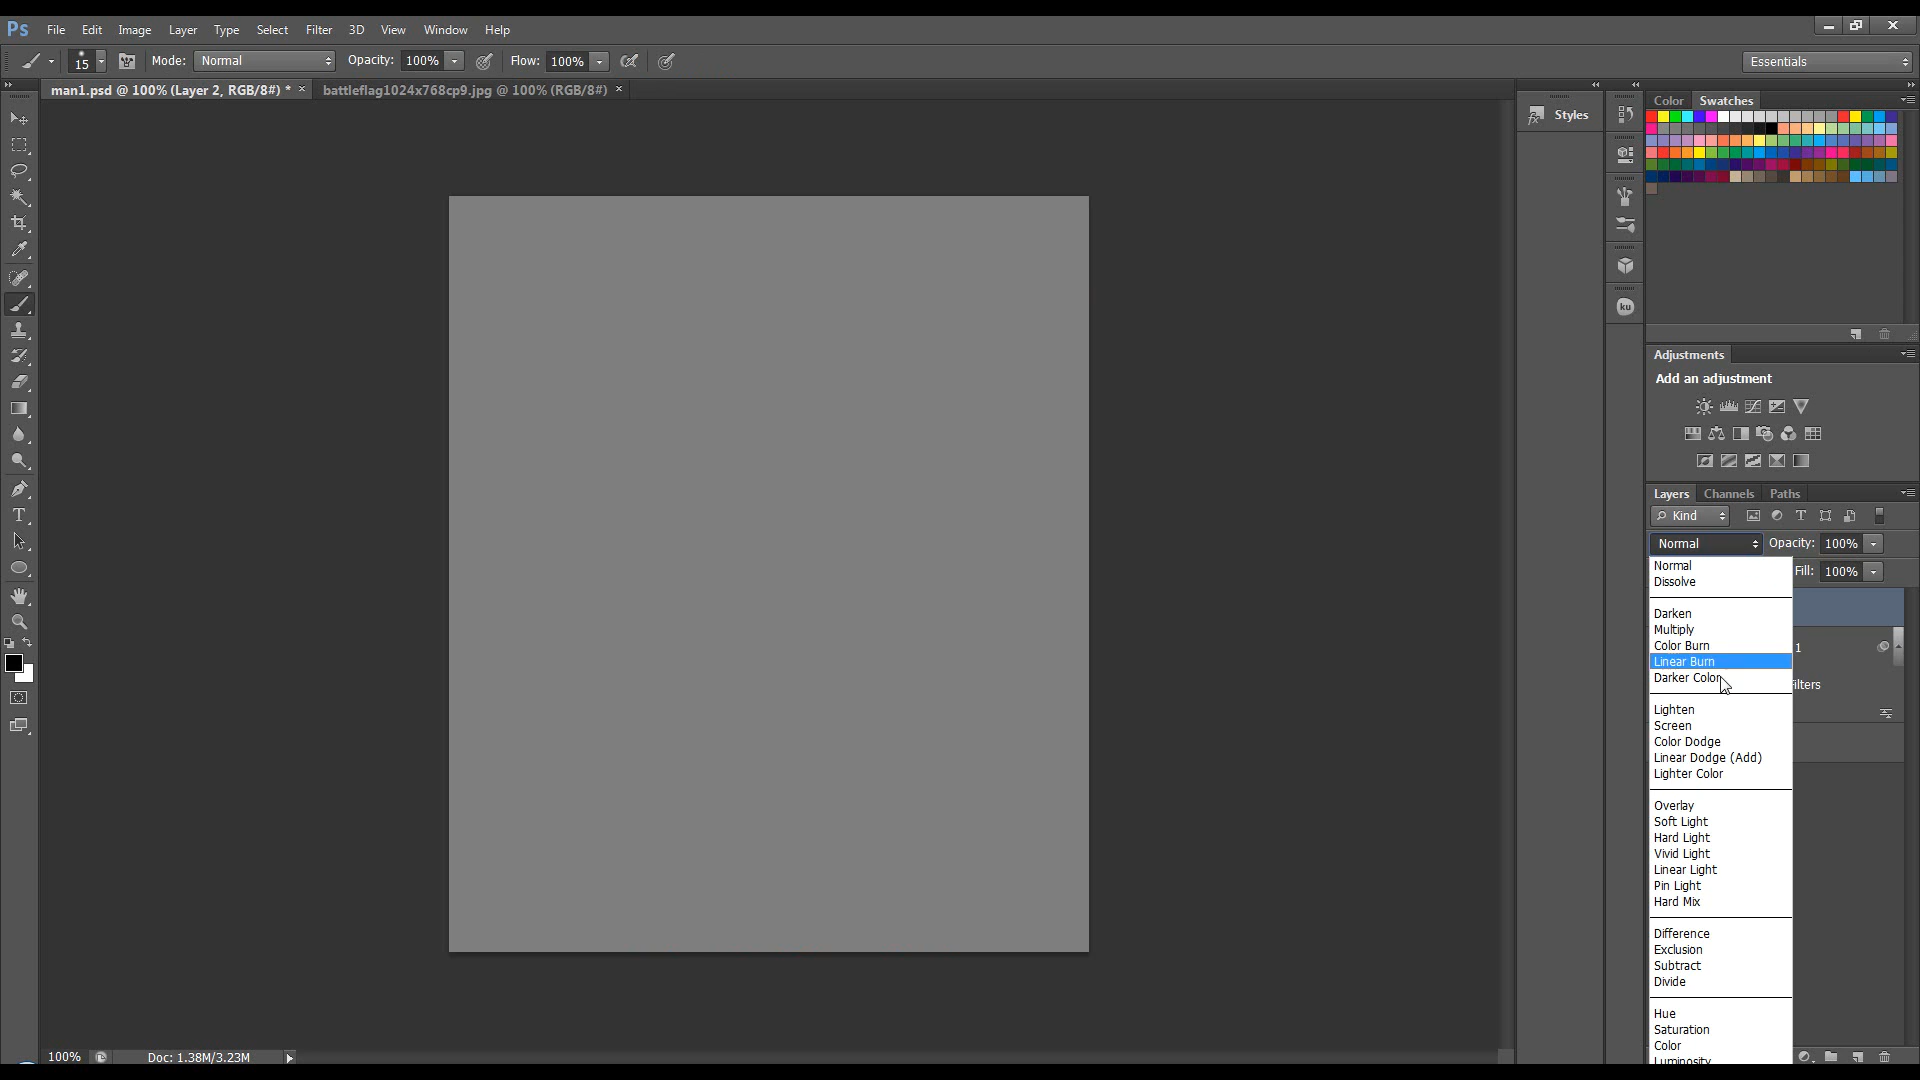 Ps File Edit Image Layer Type Select Filter 3D View Window Help
15 Mode: Normal Opacity: 100% Flow: 100% Essentials
man1.psd @ 100% (Layer 2, RGB/8#) * × battleflag1024x768cp9.jpg @ 100% (RGB/8#) ×
Color Swatches
Styles
ku
Adjustments
Add an adjustment
Layers Channels Paths
Kind
Normal Opacity: 100%
Fill: 100%
Normal
Dissolve
Darken
Multiply
Color Burn
Linear Burn
Darker Color
Lighten
Screen
Color Dodge
Linear Dodge (Add)
Lighter Color
Overlay
Soft Light
Hard Light
Vivid Light
Linear Light
Pin Light
Hard Mix
Difference
Exclusion
Subtract
Divide
Hue
Saturation
Color
Luminosity
1
ilters
100% Doc: 1.38M/3.23M